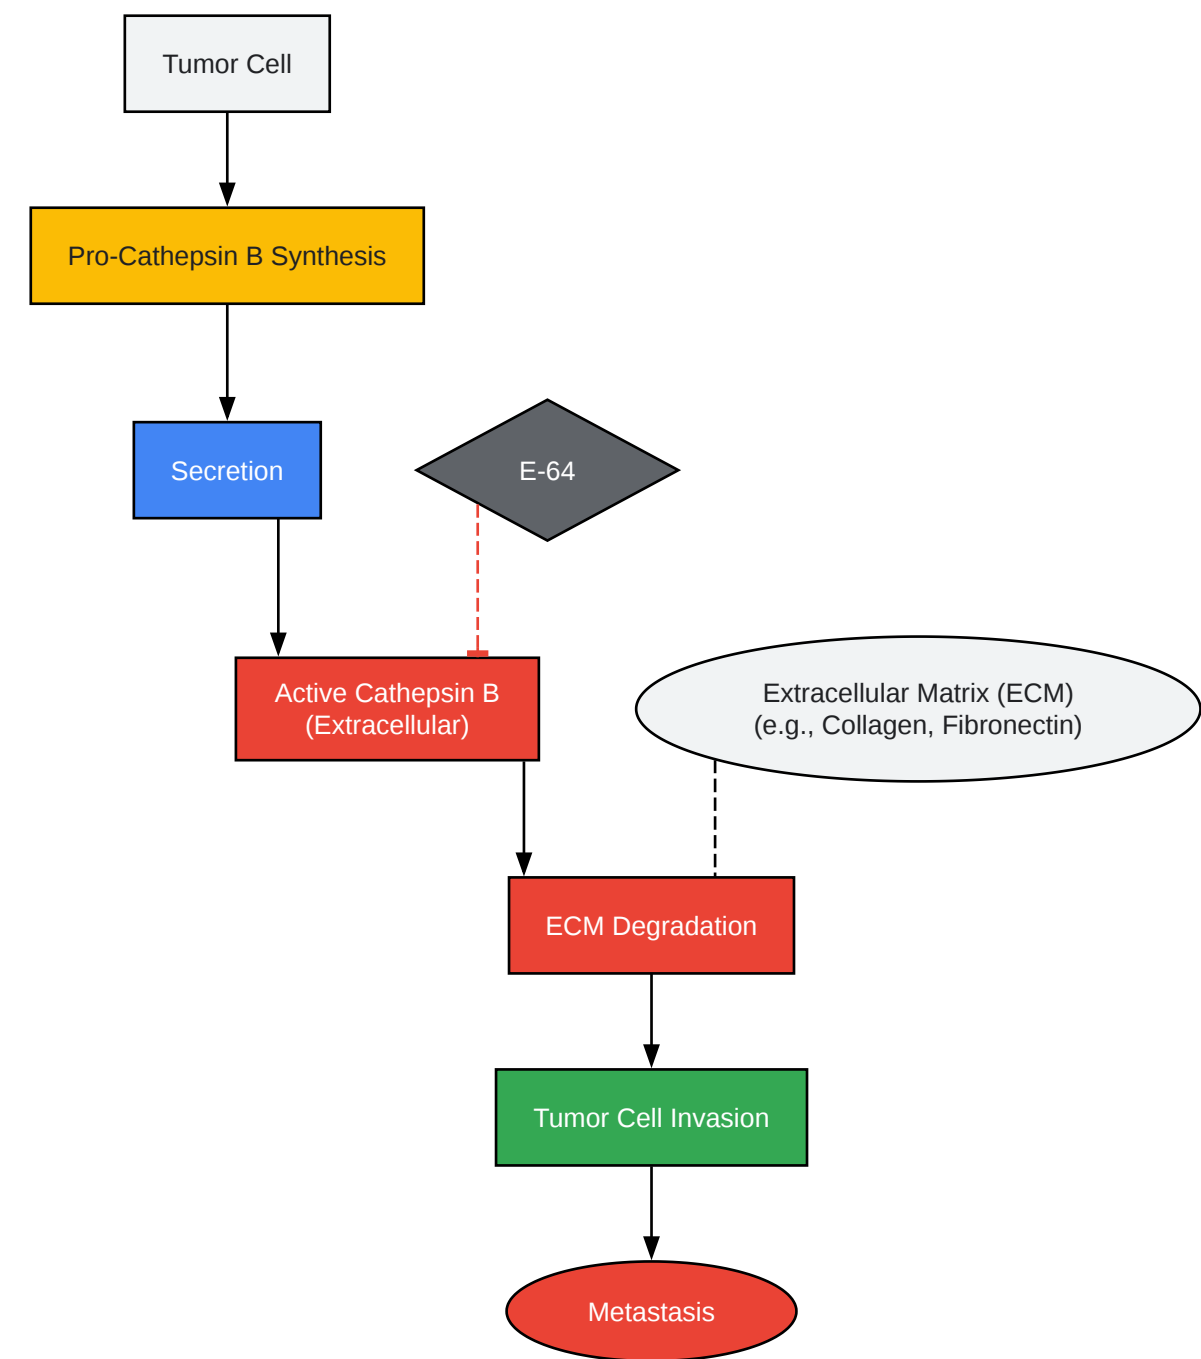 Tumor Cell
Pro-Cathepsin B Synthesis
Secretion
E-64
Active Cathepsin B
(Extracellular)
Extracellular Matrix (ECM)
(e.g., Collagen, Fibronectin)
ECM Degradation
Tumor Cell Invasion
Metastasis